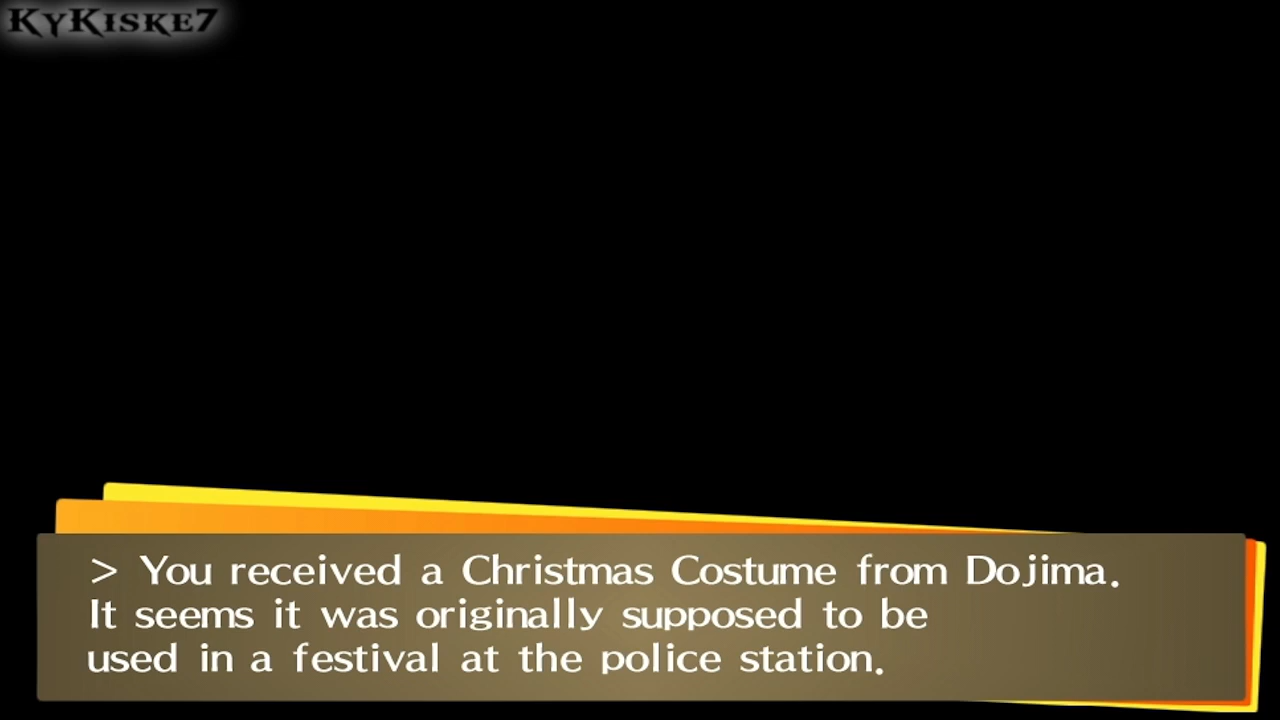 KyKiske7
> You received a Christmas Costume from Dojima.
It seems it was originally supposed to be
used in a festival at the police station.